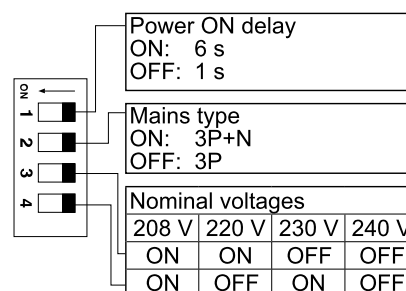 Power ON delay
ON: 6 s
OFF: 1 s
ON
1
2
3
4
Mains type
ON: 3P+N
OFF: 3P
Nominal voltages
208 V 220 V 230 V 240 V
ON ON OFF OFF
ON OFF ON OFF